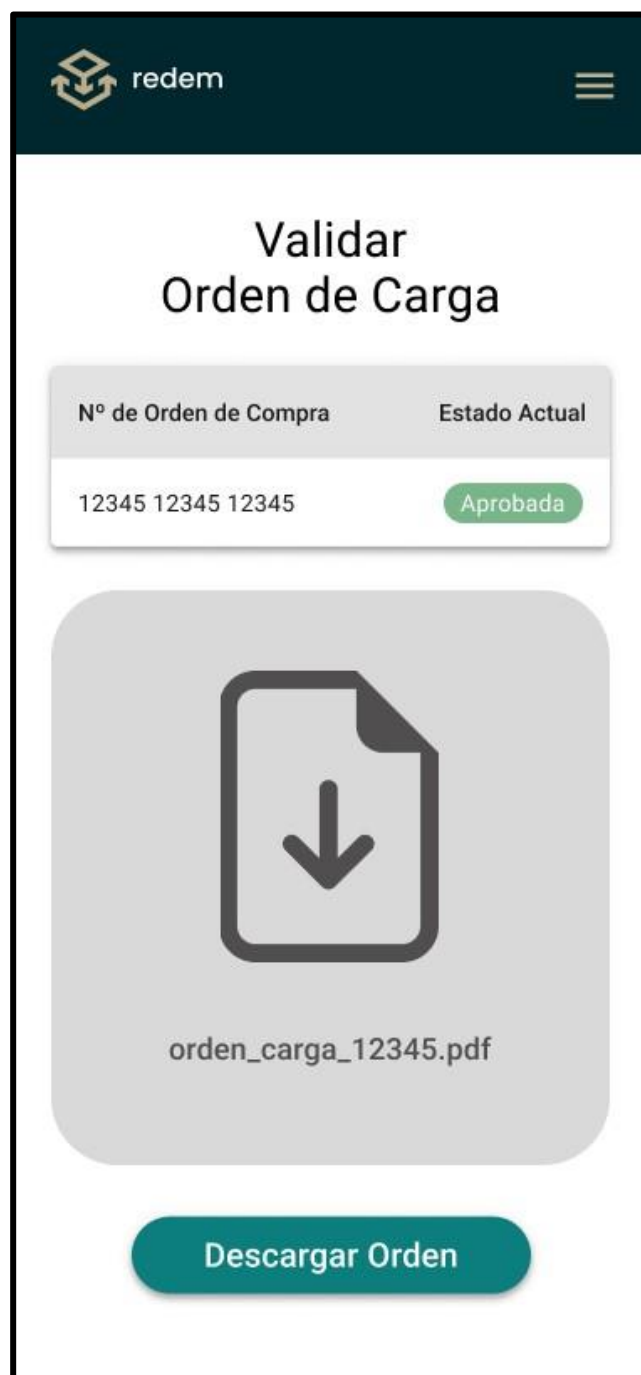 redem
Validar
Orden de Carga
Nº de Orden de Compra Estado Actual
12345 12345 12345 Aprobada
orden_carga_12345.pdf
Descargar Orden